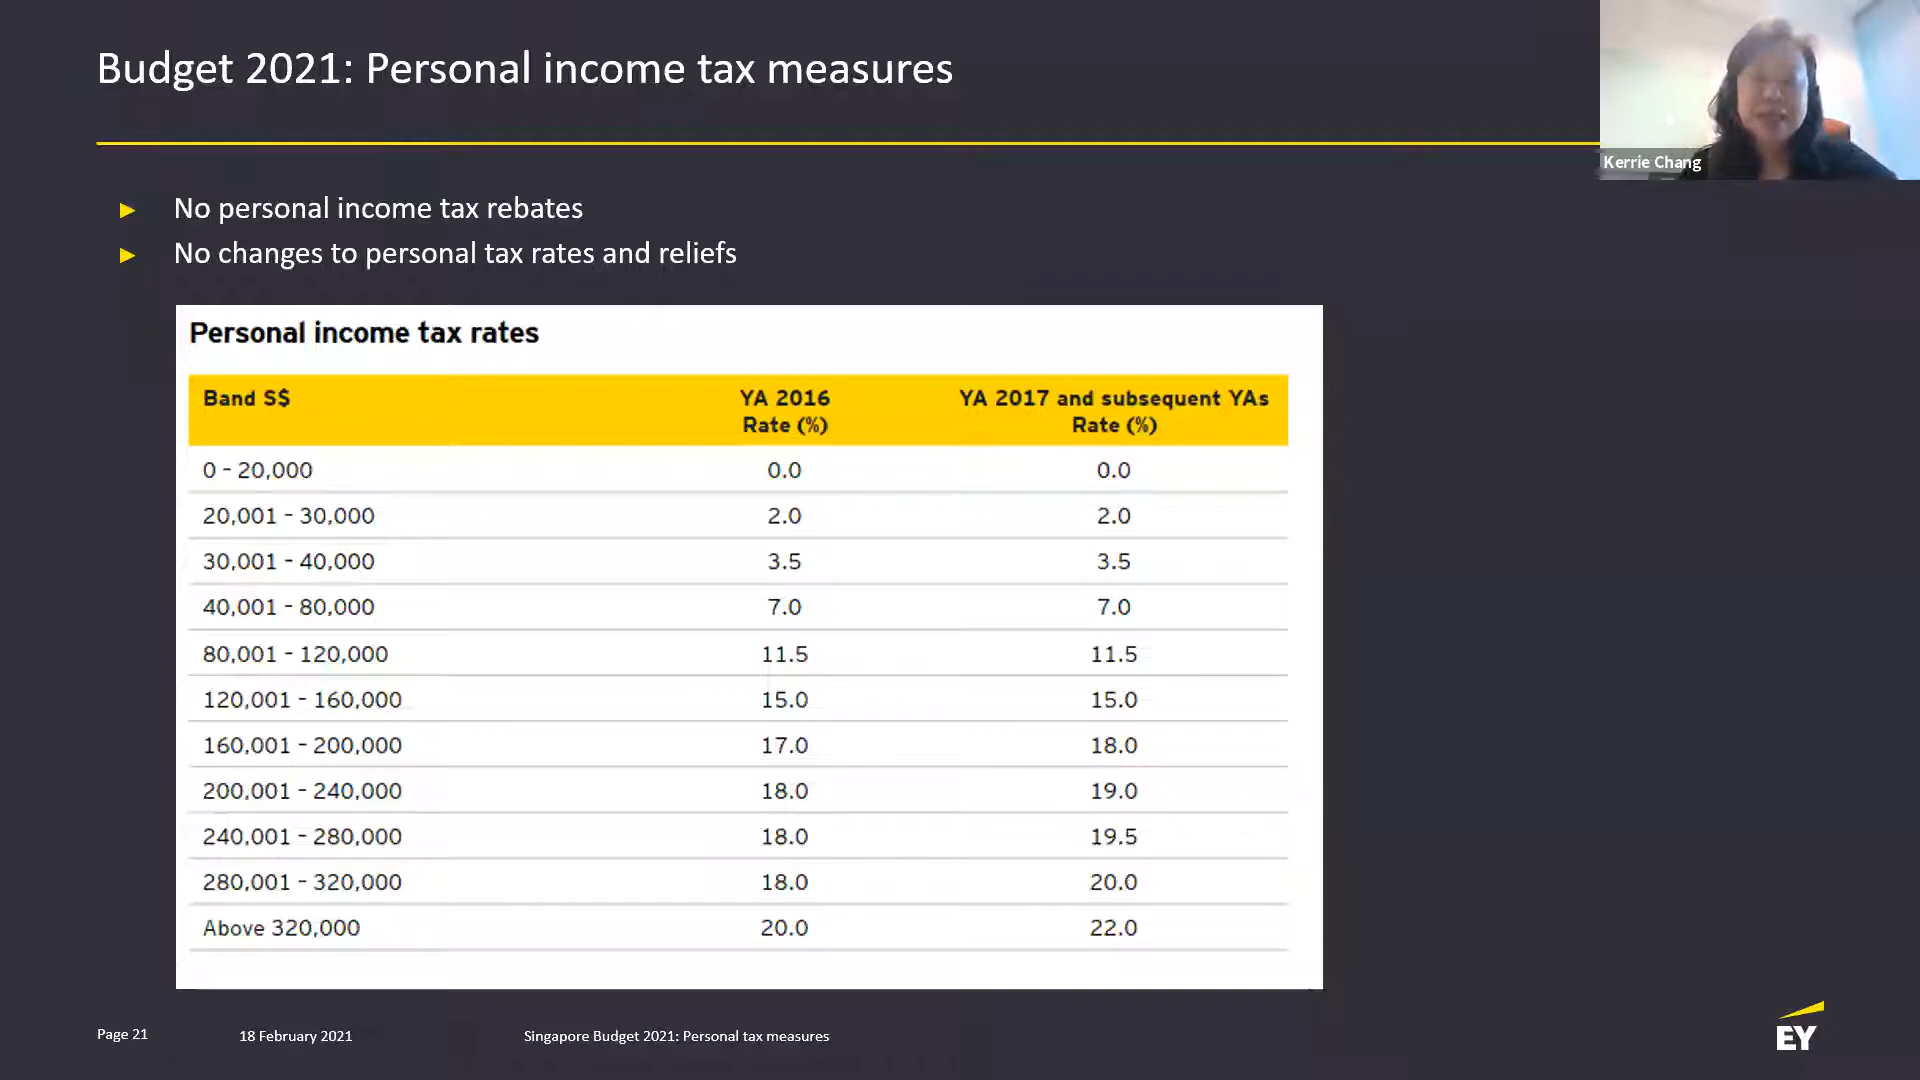 Budget 2021: Personal income tax measures
Kerrie Chang
► No personal income tax rebates
► No changes to personal tax rates and reliefs
Personal income tax rates
Band S$ YA 2016 YA 2017 and subsequent YAs
Rate (%) Rate (%)
0 - 20,000 0.0 0.0
20,001 - 30,000 2.0 2.0
30,001 - 40,000 3.5 3.5
40,001 - 80,000 7.0 7.0
80,001 - 120,000 11.5 11.5
120,001 - 160,000 15.0 15.0
160,001 - 200,000 17.0 18.0
200,001 - 240,000 18.0 19.0
240,001 - 280,000 18.0 19.5
280,001 - 320,000 18.0 20.0
Above 320,000 20.0 22.0
Page 21 18 February 2021 Singapore Budget 2021: Personal tax measures
EY